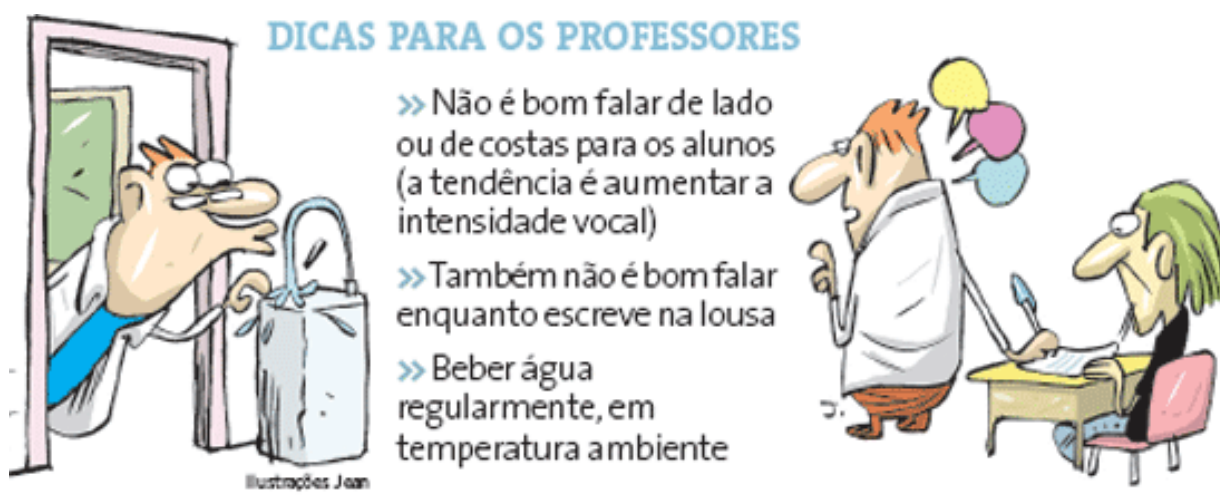 DICAS PARA OS PROFESSORES
» Não é bom falar de lado
ou de costas para os alunos
(a tendência é aumentar a
intensidade vocal)
» Também não é bom falar
enquanto escreve na lousa
» Beber água
regularmente, em
temperatura ambiente
J.
Ilustrações Jean